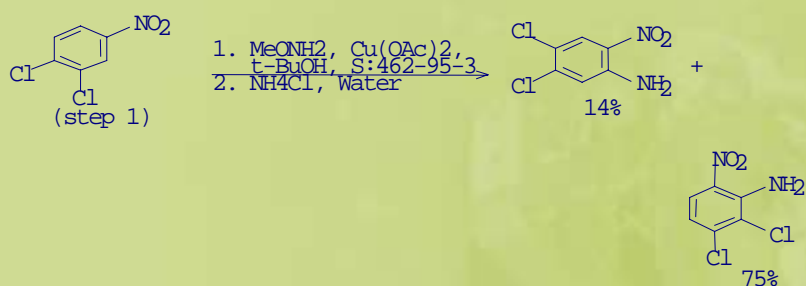 NO2
Cl
Cl
(step 1)
1. MeONH2, Cu(OAc)2,
t-BuOH, S:462-95-3
2. NH4Cl, Water
Cl
Cl
NO2
NH2
14%
+
NO2
NH2
Cl
Cl
75%